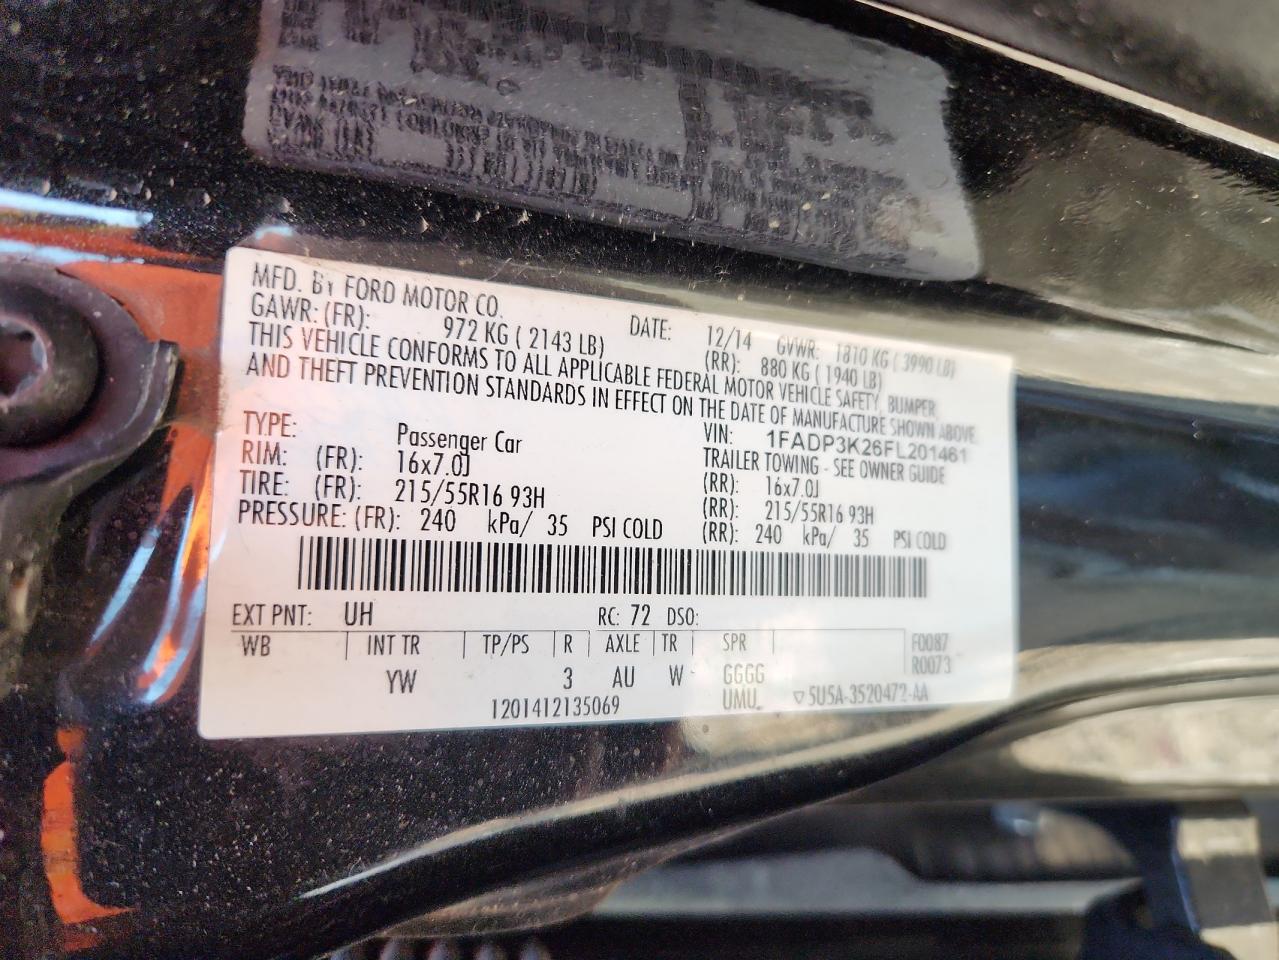 MFD. BY FORD MOTOR CO. DATE: 12/14 GVWR: 1810 KG ( 3990 LB)
GAWR: (FR): 972 KG ( 2143 LB) (RR): 880 KG ( 1940 LB)
THIS VEHICLE CONFORMS TO ALL APPLICABLE FEDERAL MOTOR VEHICLE SAFETY, BUMPER,
AND THEFT PREVENTION STANDARDS IN EFFECT ON THE DATE OF MANUFACTURE SHOWN ABOVE.
VIN: 1FADP3K26FL201461
TYPE: Passenger Car TRAILER TOWING - SEE OWNER GUIDE
RIM: (FR): 16x7.0J (RR): 16x7.0J
TIRE: (FR): 215/55R16 93H (RR): 215/55R16 93H
PRESSURE: (FR): 240 kPa/ 35 PSI COLD (RR): 240 kPa/ 35 PSI COLD
EXT PNT: UH RC: 72 DSO:
WB INT TR TP/PS R AXLE TR SPR F0087
R0073
YW 3 AU W GGGG
1201412135069 UMU ▽5U5A-3520472-AA